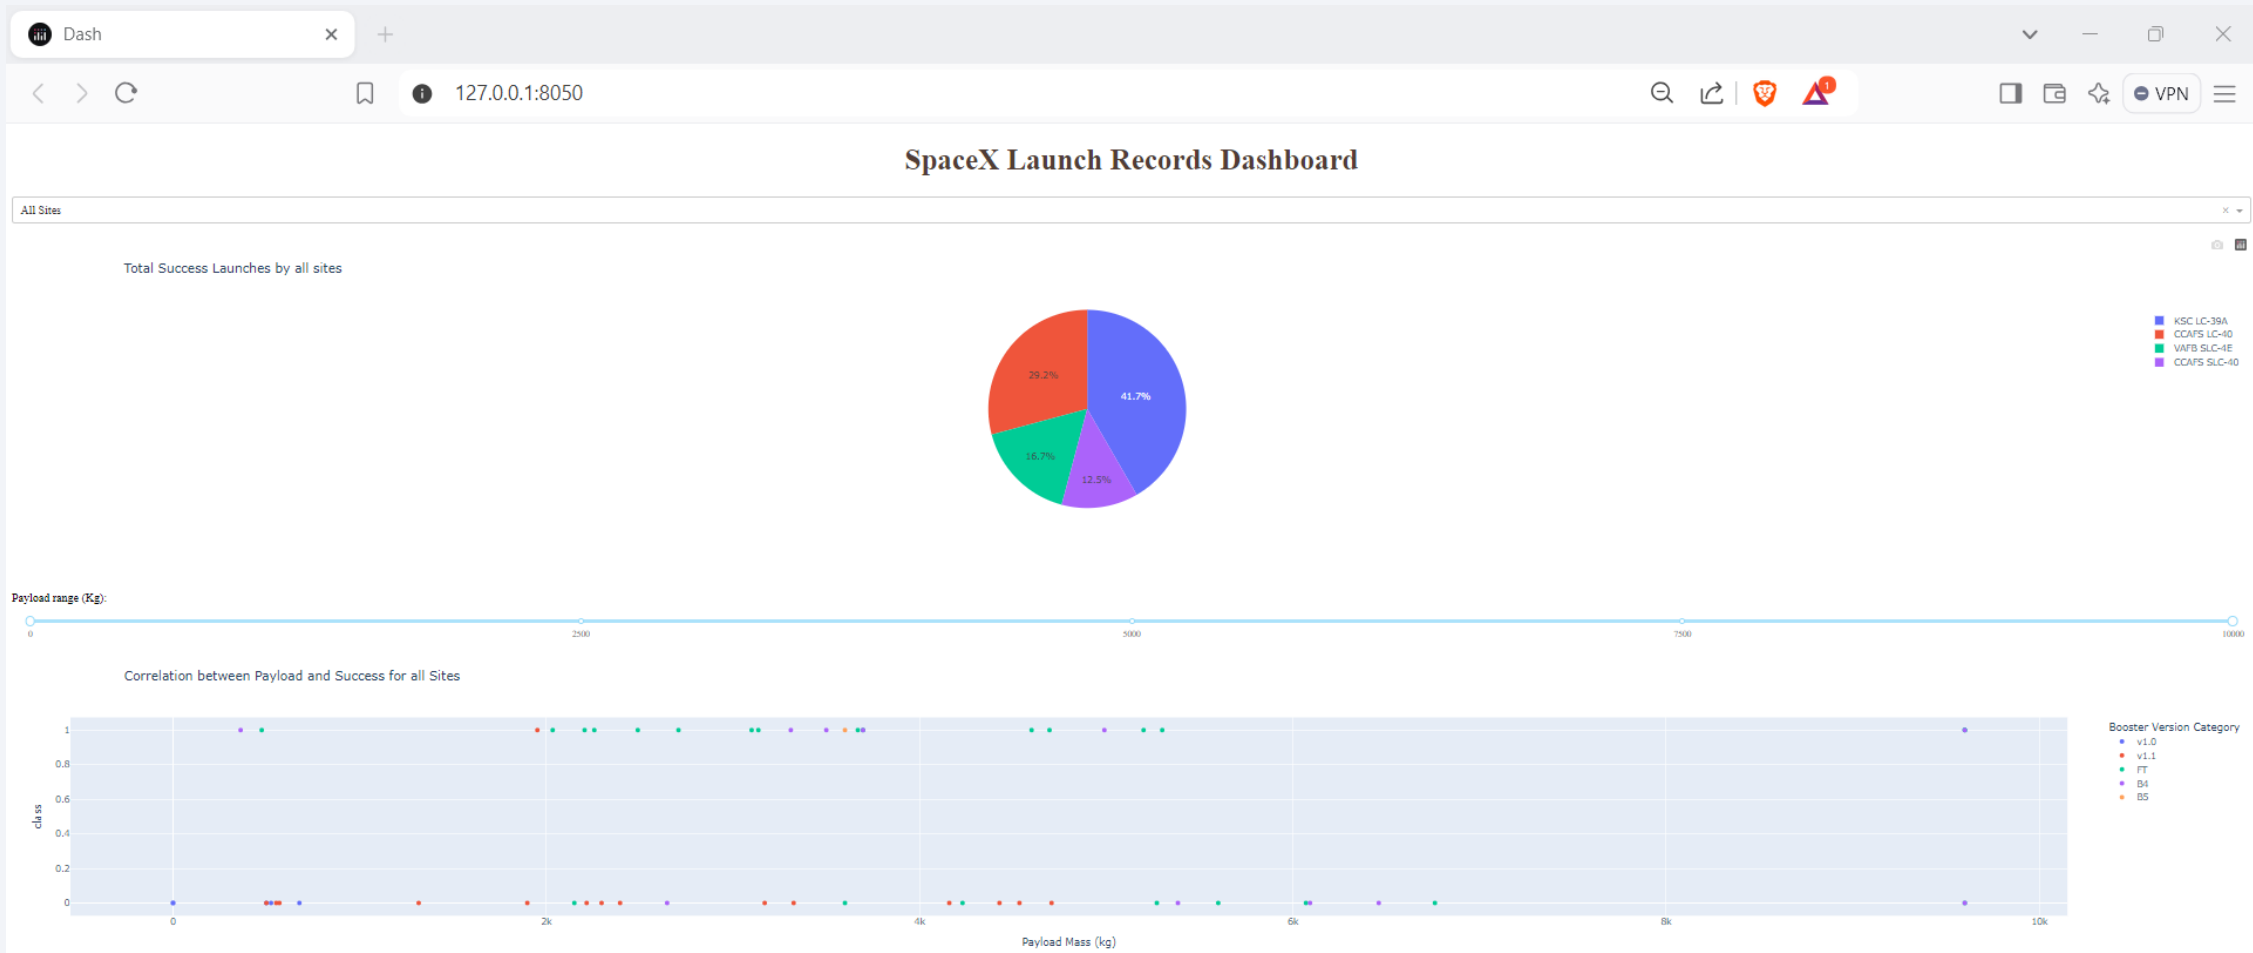 Dash
127.0.0.1:8050
1
VPN
SpaceX Launch Records Dashboard
All Sites
Total Success Launches by all sites
KSC LC-39A
CCAFS LC-40
VAFB SLC-4E
CCAFS SLC-40
29.2%
41.7%
16.7%
12.5%
Payload range (Kg):
0 2500 5000 7500 10000
Correlation between Payload and Success for all Sites
1
0.8
0.6
0.4
0.2
0
class
0 2k 4k 6k 8k 10k
Payload Mass (kg)
Booster Version Category
v1.0
v1.1
FT
B4
B5